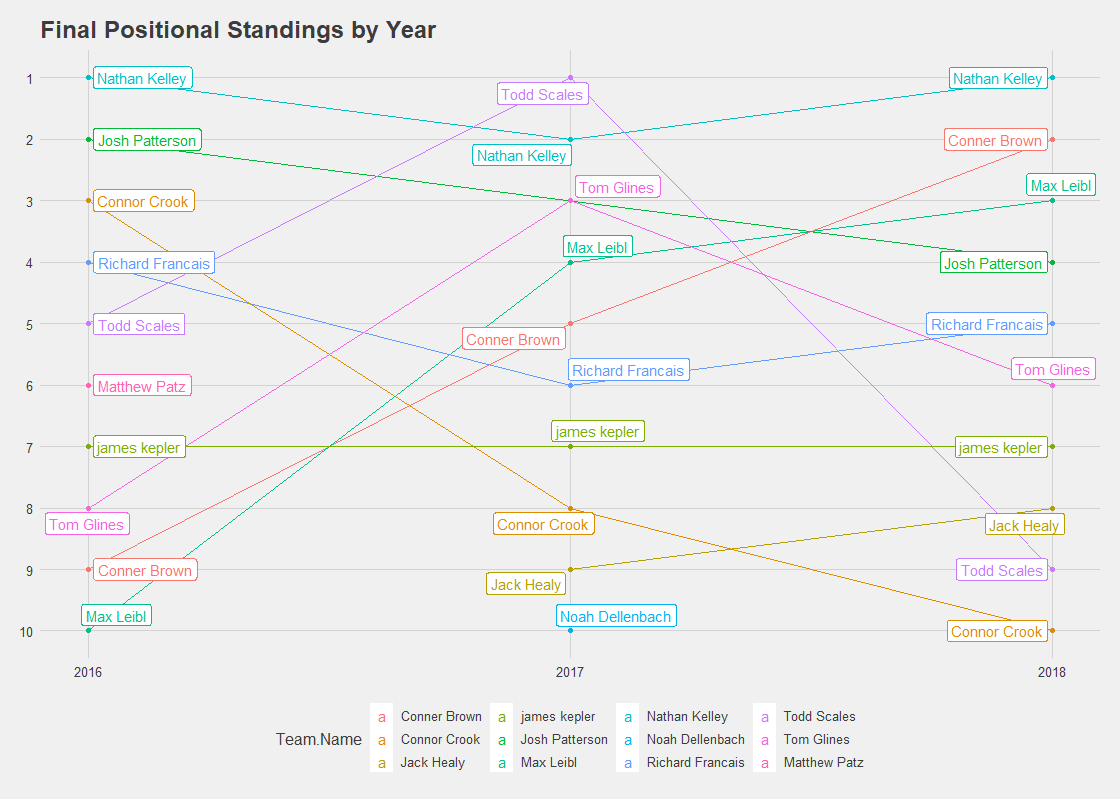 Final Positional Standings by Year
1
Nathan Kelley
Todd Scales
Nathan Kelley
2
Josh Patterson
Nathan Kelley
Conner Brown
3
Connor Crook
Tom Glines
Max Leibl
4
Richard Francais
Max Leibl
Josh Patterson
5
Todd Scales
Conner Brown
Richard Francais
6
Matthew Patz
Richard Francais
Tom Glines
7
james kepler
james kepler
james kepler
8
Tom Glines
Connor Crook
Jack Healy
9
Conner Brown
Jack Healy
Todd Scales
10
Max Leibl
Noah Dellenbach
Connor Crook
2016 2017 2018
Team.Name
a Conner Brown a james kepler a Nathan Kelley a Todd Scales
a Connor Crook a Josh Patterson a Noah Dellenbach a Tom Glines
a Jack Healy a Max Leibl a Richard Francais a Matthew Patz